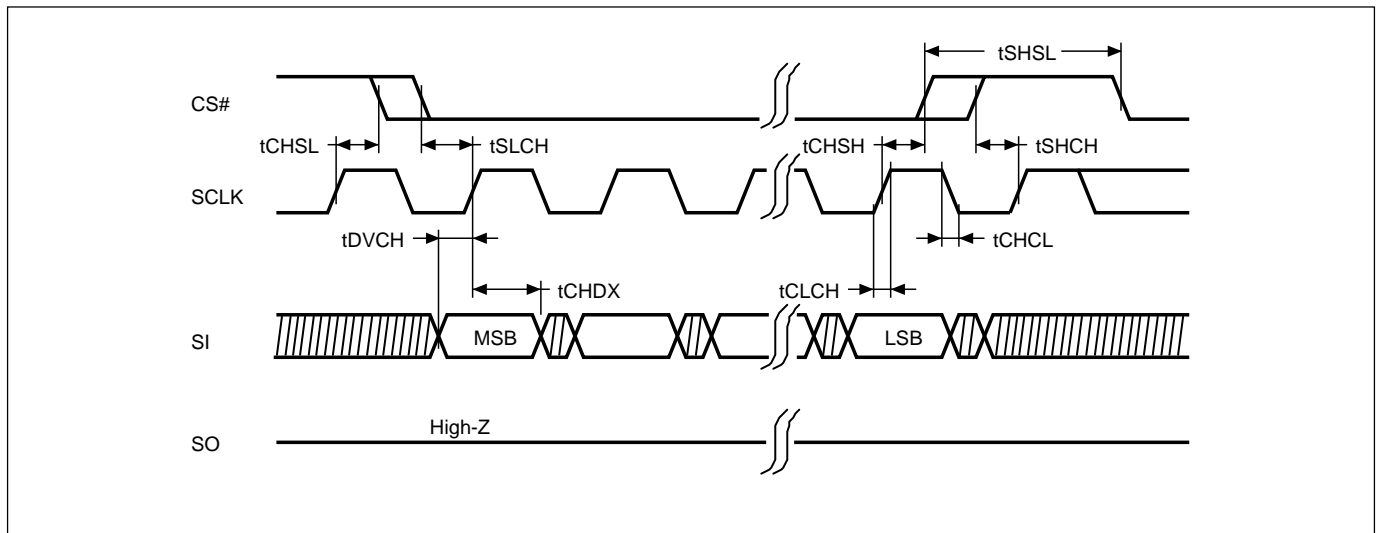 tSHSL
CS#
tCHSL
tSLCH
tCHSH
tSHCH
SCLK
tDVCH
tCHCL
tCHDX
tCLCH
SI
MSB
LSB
High-Z
SO